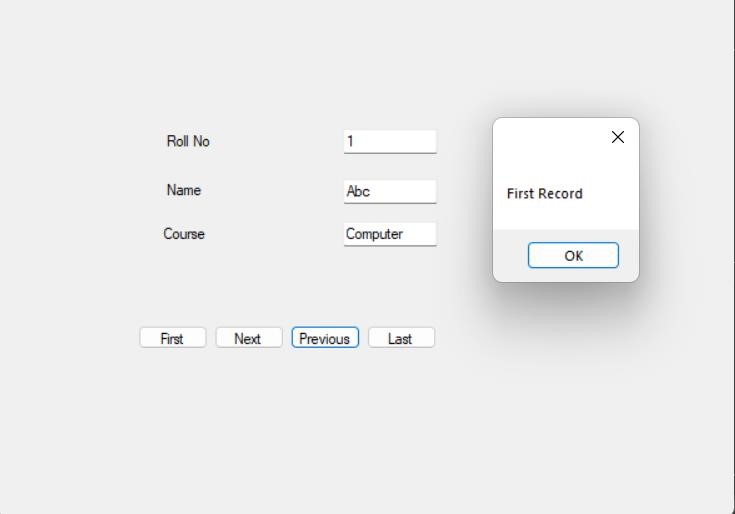 Roll No 1
Name Abc
Course Computer
First Record
OK
First Next Previous Last